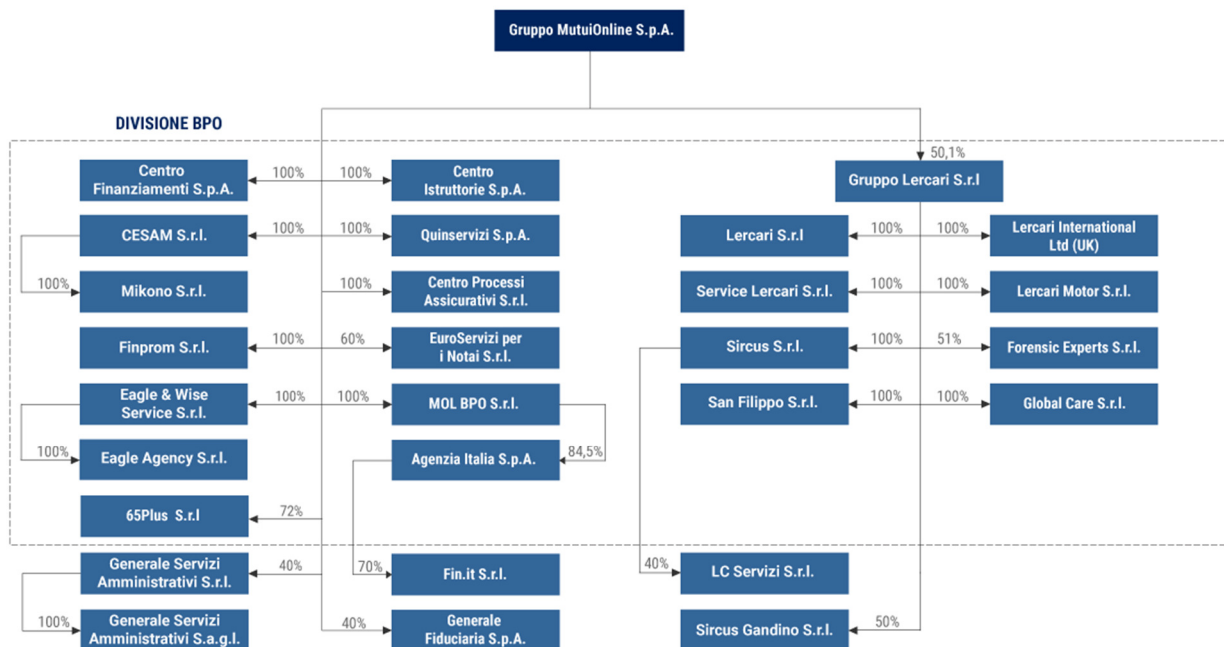 Gruppo MutuiOnline S.p.A.
DIVISIONE BPO
50,1%
Centro
Finanziamenti S.p.A.
100%
100%
Centro
Istruttorie S.p.A.
Gruppo Lercari S.r.l
CESAM S.r.l.
100%
100%
Quinservizi S.p.A.
Lercari S.r.l
100%
100%
Lercari International
Ltd (UK)
100%
Mikono S.r.l.
100%
Centro Processi
Assicurativi S.r.l.
Service Lercari S.r.l.
100%
100%
Lercari Motor S.r.l.
Finprom S.r.l.
100%
60%
EuroServizi per
i Notai S.r.l.
Sircus S.r.l.
100%
51%
Forensic Experts S.r.l.
Eagle & Wise
Service S.r.l.
100%
100%
MOL BPO S.r.l.
San Filippo S.r.l.
100%
100%
Global Care S.r.l.
100%
Eagle Agency S.r.l.
Agenzia Italia S.p.A.
84,5%
65Plus S.r.l
72%
Generale Servizi
Amministrativi S.r.l.
40%
70%
Fin.it S.r.l.
40%
LC Servizi S.r.l.
100%
Generale Servizi
Amministrativi S.a.g.l.
40%
Generale
Fiduciaria S.p.A.
Sircus Gandino S.r.l.
50%